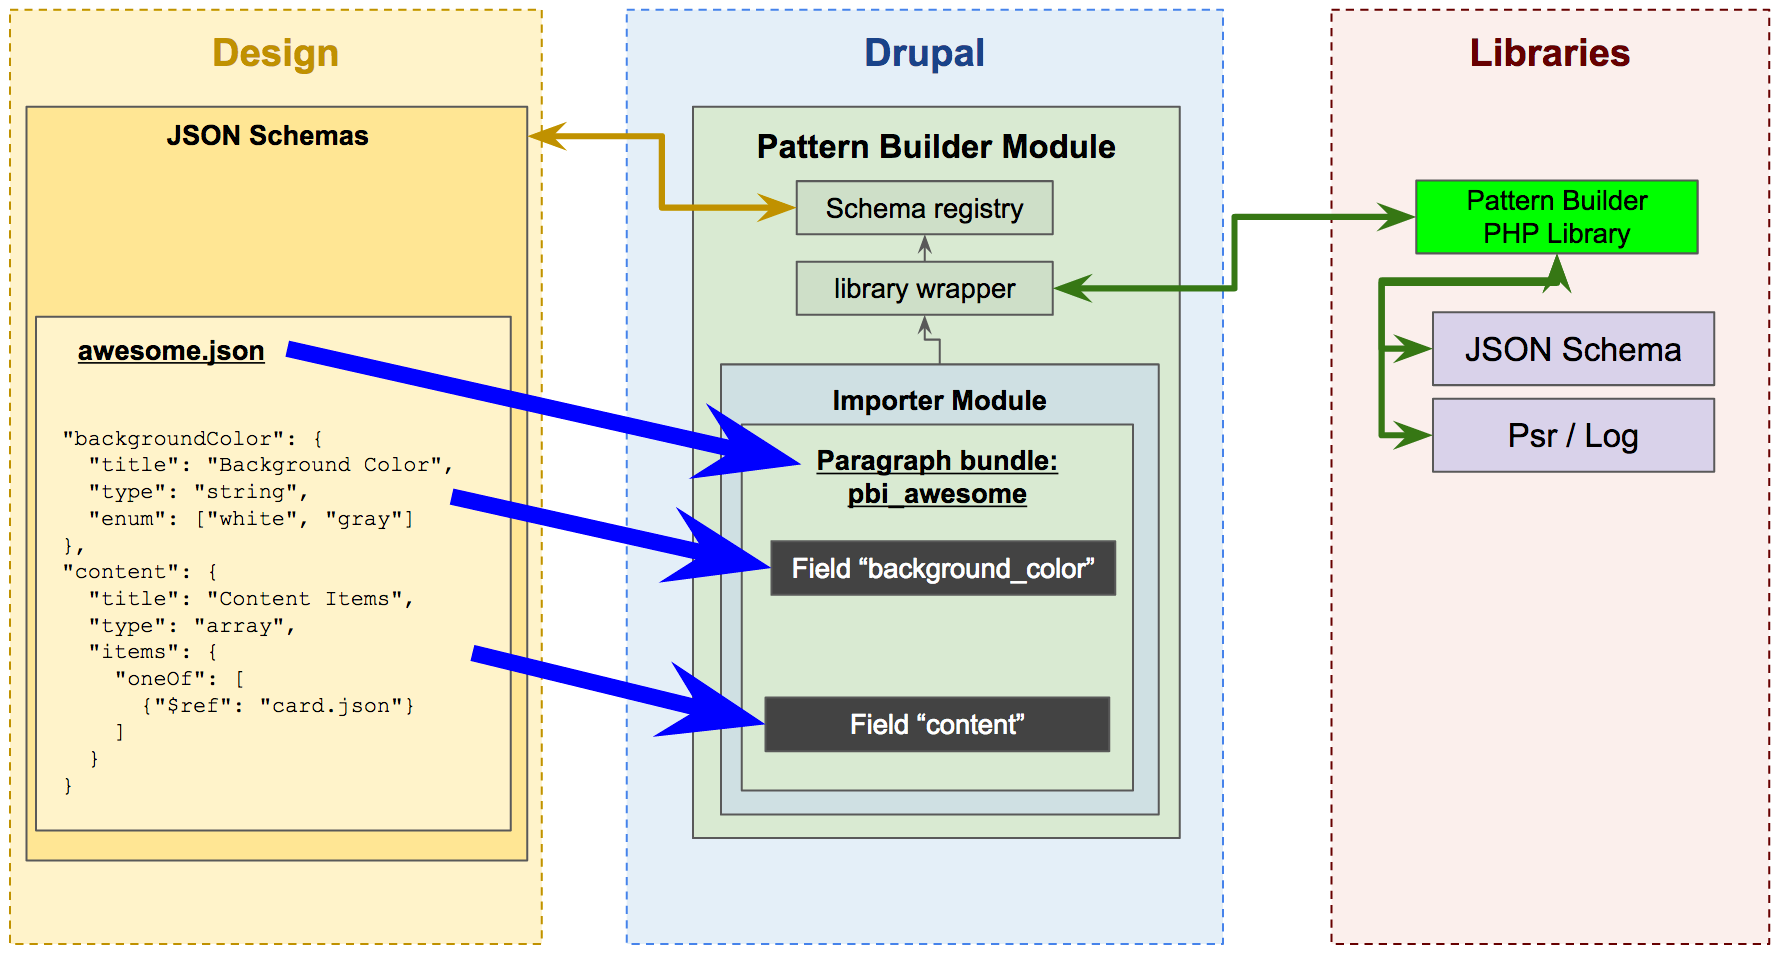 Design
JSON Schemas
awesome.json
"backgroundColor": {
"title": "Background Color",
"type": "string",
"enum": ["white", "gray"]
},
"content": {
"title": "Content Items",
"type": "array",
"items": {
"oneOf": [
{"$ref": "card.json"}
]
}
}
Drupal
Pattern Builder Module
Schema registry
library wrapper
Importer Module
Paragraph bundle:
pbi_awesome
Field “background_color”
Field “content”
Libraries
Pattern Builder
PHP Library
JSON Schema
Psr / Log